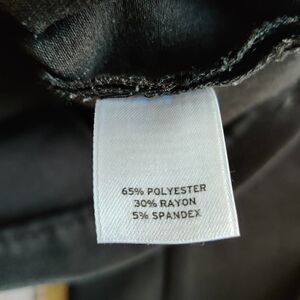 65% POLYESTER
30% RAYON
5% SPANDEX